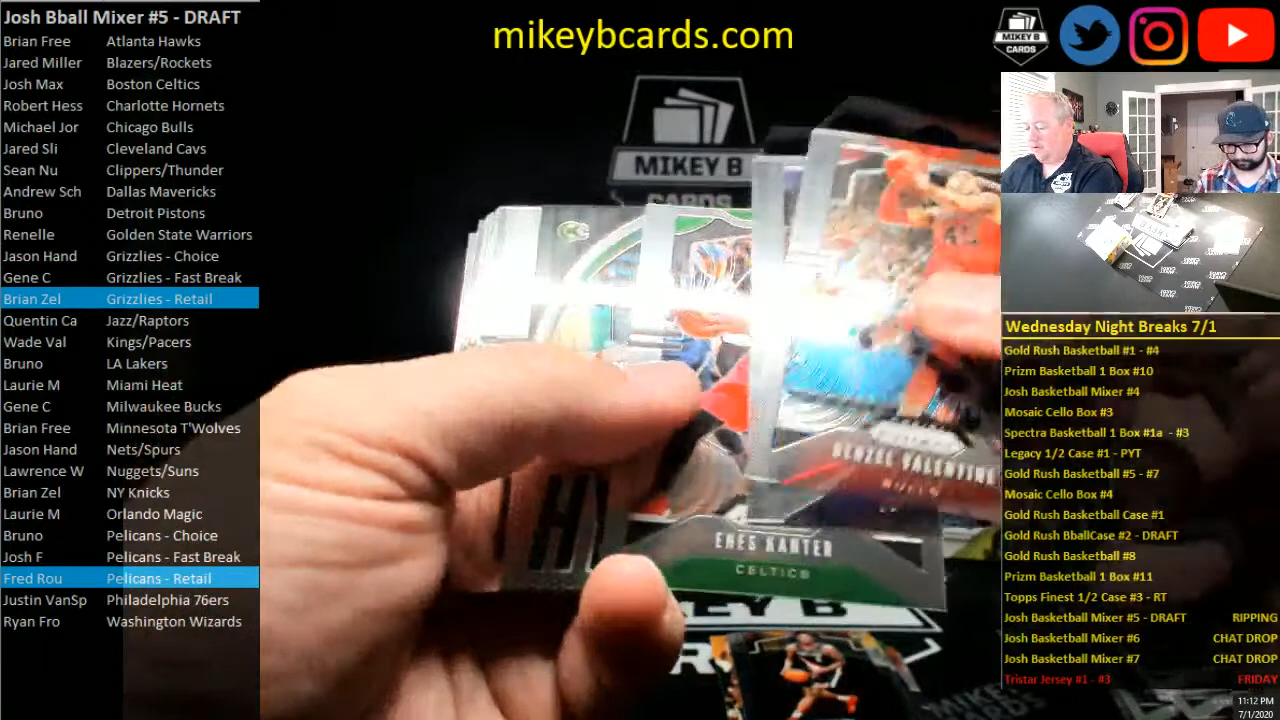 Josh Bball Mixer #5 - DRAFT
Brian Free Atlanta Hawks
Jared Miller Blazers/Rockets
Josh Max Boston Celtics
Robert Hess Charlotte Hornets
Michael Jor Chicago Bulls
Jared Sli Cleveland Cavs
Sean Nu Clippers/Thunder
Andrew Sch Dallas Mavericks
Bruno Detroit Pistons
Renelle Golden State Warriors
Jason Hand Grizzlies - Choice
Gene C Grizzlies - Fast Break
Brian Zel Grizzlies - Retail
Quentin Ca Jazz/Raptors
Wade Val Kings/Pacers
Bruno LA Lakers
Laurie M Miami Heat
Gene C Milwaukee Bucks
Brian Free Minnesota T'Wolves
Jason Hand Nets/Spurs
Lawrence W Nuggets/Suns
Brian Zel NY Knicks
Laurie M Orlando Magic
Bruno Pelicans - Choice
Josh F Pelicans - Fast Break
Fred Rou Pelicans - Retail
Justin VanSp Philadelphia 76ers
Ryan Fro Washington Wizards
mikeybcards.com
MIKEY B
CARDS
MIKEY B
CARDS
DENZEL VALENTINE
ENES KANTER
CELTICS
MIKEY B
Wednesday Night Breaks 7/1
Gold Rush Basketball #1 - #4
Prizm Basketball 1 Box #10
Josh Basketball Mixer #4
Mosaic Cello Box #3
Spectra Basketball 1 Box #1a - #3
Legacy 1/2 Case #1 - PYT
Gold Rush Basketball #5 - #7
Mosaic Cello Box #4
Gold Rush Basketball Case #1
Gold Rush BballCase #2 - DRAFT
Gold Rush Basketball #8
Prizm Basketball 1 Box #11
Topps Finest 1/2 Case #3 - RT
Josh Basketball Mixer #5 - DRAFT RIPPING
Josh Basketball Mixer #6 CHAT DROP
Josh Basketball Mixer #7 CHAT DROP
Tristar Jersey #1 - #3 FRIDAY
11:12 PM
7/1/2020